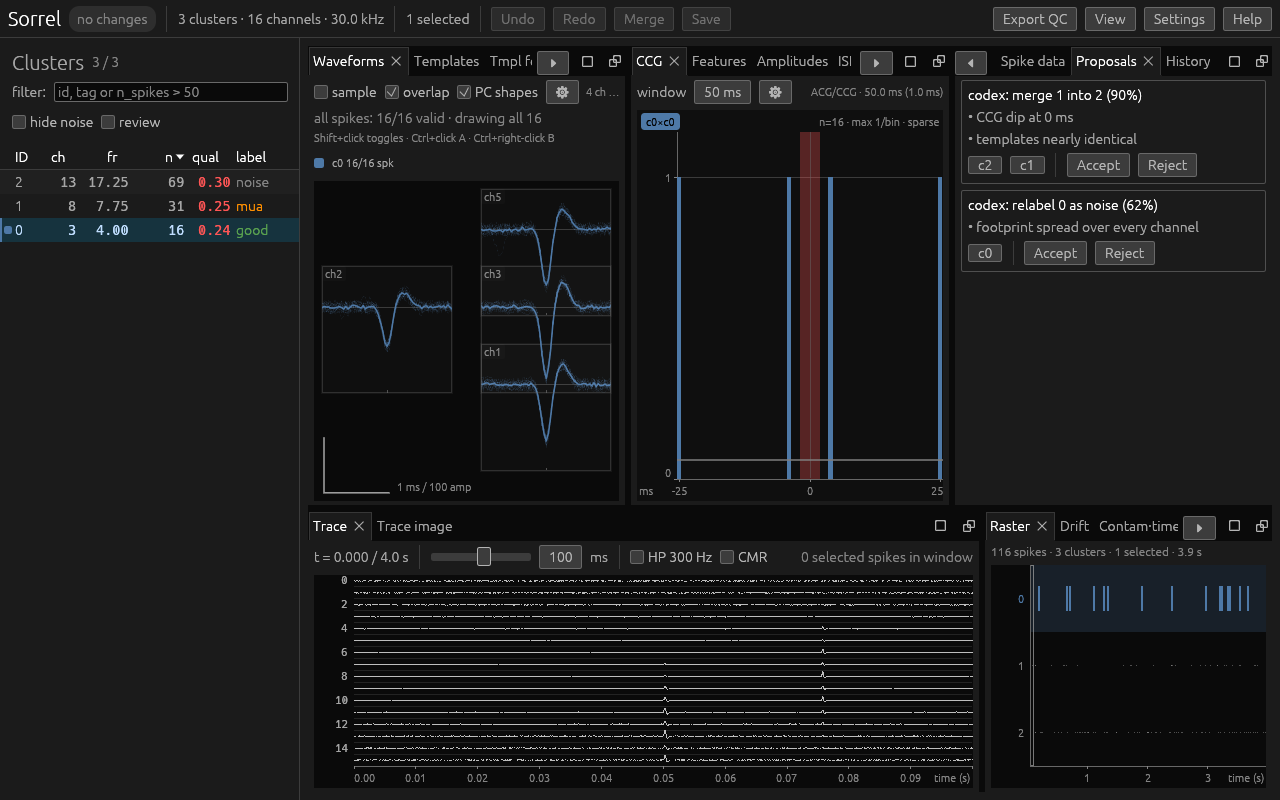 Sorrel no changes 3 clusters · 16 channels · 30.0 kHz 1 selected Undo Redo Merge Save Export QC View Settings Help
Clusters 3 / 3
filter: id, tag or n_spikes > 50
hide noise review
ID ch fr n qual label
2 13 17.25 69 0.30 noise
1 8 7.75 31 0.25 mua
0 3 4.00 16 0.24 good
Waveforms Templates Tmpl f
sample overlap PC shapes 4 ch ...
all spikes: 16/16 valid · drawing all 16
Shift+click toggles · Ctrl+click A · Ctrl+right-click B
c0 16/16 spk
ch5
ch2
ch3
ch1
1 ms / 100 amp
CCG Features Amplitudes ISI
window 50 ms ACG/CCG · 50.0 ms (1.0 ms)
c0×c0 n=16 · max 1/bin · sparse
1
0
ms -25 0 25
Spike data Proposals History
codex: merge 1 into 2 (90%)
• CCG dip at 0 ms
• templates nearly identical
c2 c1 Accept Reject
codex: relabel 0 as noise (62%)
• footprint spread over every channel
c0 Accept Reject
Trace Trace image
t = 0.000 / 4.0 s 100 ms HP 300 Hz CMR 0 selected spikes in window
0
2
4
6
8
10
12
14
0.00 0.01 0.02 0.03 0.04 0.05 0.06 0.07 0.08 0.09 time (s)
Raster Drift Contam-time
116 spikes · 3 clusters · 1 selected · 3.9 s
0
1
2
1 2 3 time (s)